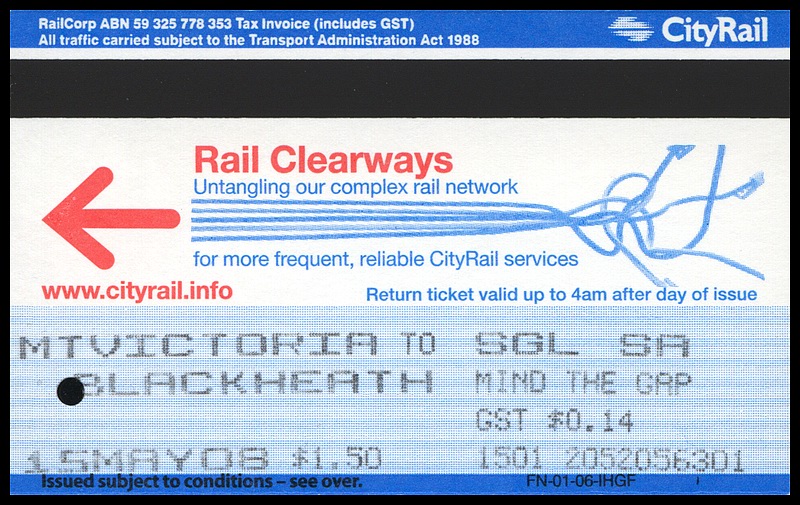 RailCorp ABN 59 325 778 353 Tax Invoice (includes GST)
All traffic carried subject to the Transport Administration Act 1988
CityRail
Rail Clearways
Untangling our complex rail network
for more frequent, reliable CityRail services
www.cityrail.info
Return ticket valid up to 4am after day of issue
MTVICTORIA TO SGL SA
BLACKHEATH MIND THE GAP
GST $0.14
15MAY08 $1.50 1501 2052056301
Issued subject to conditions – see over.
FN-01-06-IHGF